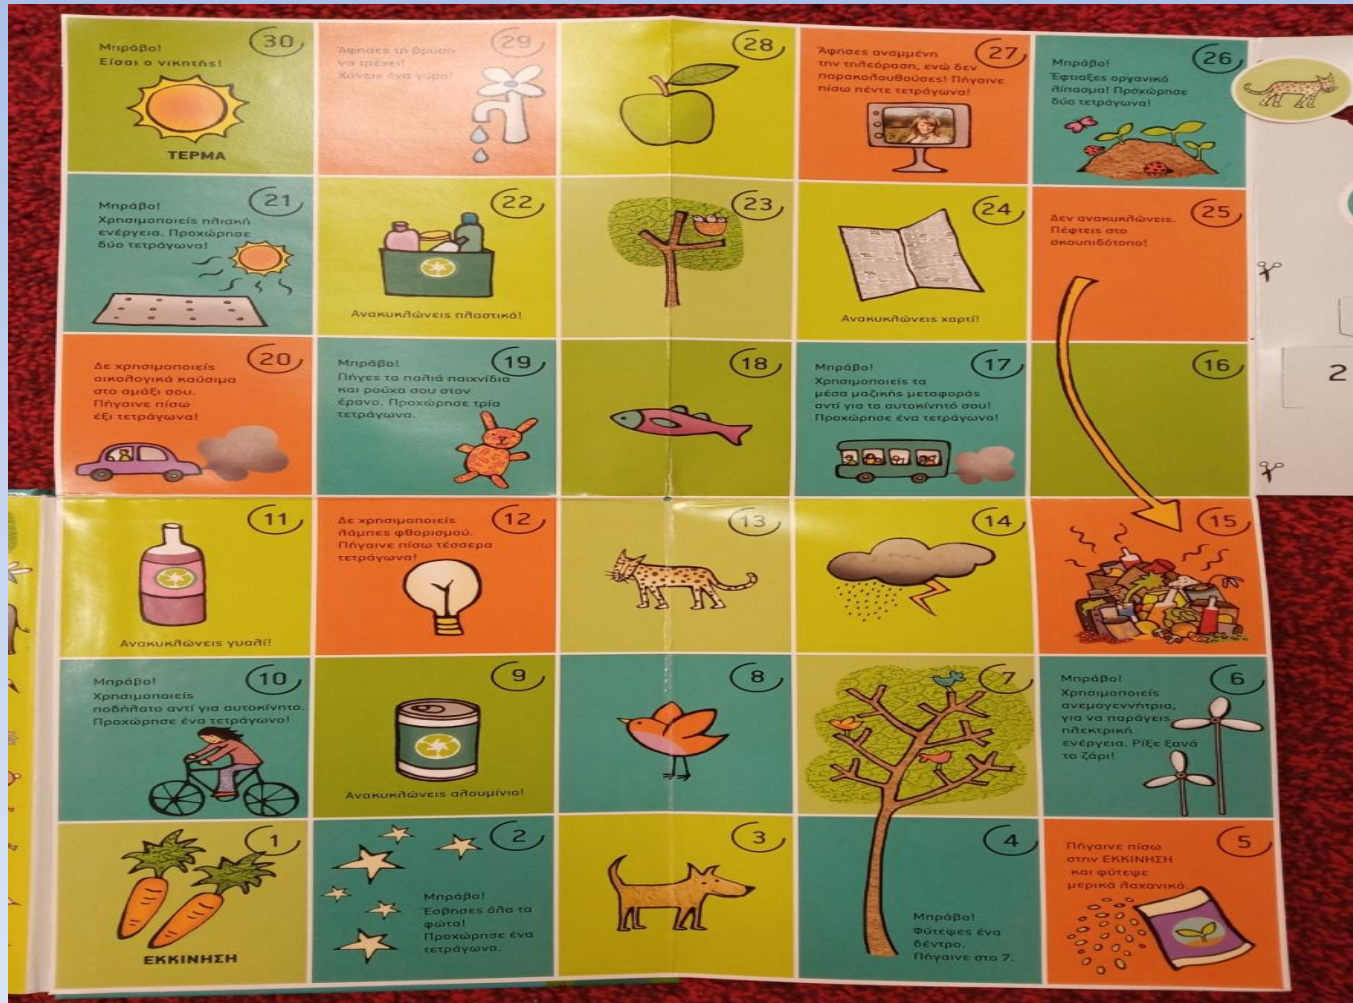 30
Μπράβο!
Είσαι ο νικητής!
ΤΕΡΜΑ
29
Άφησες τη βρύση
να τρέχει!
Χάνεις ένα γύρο!
28
27
Άφησες αναμμένη
την τηλεόραση, ενώ δεν
παρακολουθούσες! Πήγαινε
πίσω πέντε τετράγωνα!
26
Μπράβο!
Έφτιαξες οργανικό
λίπασμα! Προχώρησε
δύο τετράγωνα!
21
Μπράβο!
Χρησιμοποιείς ηλιακή
ενέργεια. Προχώρησε
δύο τετράγωνα!
22
Ανακυκλώνεις πλαστικό!
23
24
Ανακυκλώνεις χαρτί!
25
Δεν ανακυκλώνεις.
Πέφτεις στο
σκουπιδότοπο!
20
Δε χρησιμοποιείς
οικολογικά καύσιμα
στο αμάξι σου.
Πήγαινε πίσω
έξι τετράγωνα!
19
Μπράβο!
Πήγες τα παλιά παιχνίδια
και ρούχα σου στον
έρανο. Προχώρησε τρία
τετράγωνα.
18
17
Μπράβο!
Χρησιμοποιείς τα
μέσα μαζικής μεταφοράς
αντί για το αυτοκίνητό σου!
Προχώρησε ένα τετράγωνο!
16
2
11
Ανακυκλώνεις γυαλί!
12
Δε χρησιμοποιείς
λάμπες φθορισμού.
Πήγαινε πίσω τέσσερα
τετράγωνα!
13
14
15
10
Μπράβο!
Χρησιμοποιείς
ποδήλατο αντί για αυτοκίνητο.
Προχώρησε ένα τετράγωνο!
9
Ανακυκλώνεις αλουμίνιο!
8
7
6
Μπράβο!
Χρησιμοποιείς
ανεμογεννήτρια,
για να παράγεις
ηλεκτρική
ενέργεια. Ρίξε ξανά
το ζάρι!
1
ΕΚΚΙΝΗΣΗ
2
Μπράβο!
Έσβησες όλα τα
φώτα!
Προχώρησε ένα
τετράγωνο.
3
4
Μπράβο!
Φύτεψες ένα
δέντρο.
Πήγαινε στο 7.
5
Πήγαινε πίσω
στην ΕΚΚΙΝΗΣΗ
και φύτεψε
μερικά λαχανικά.